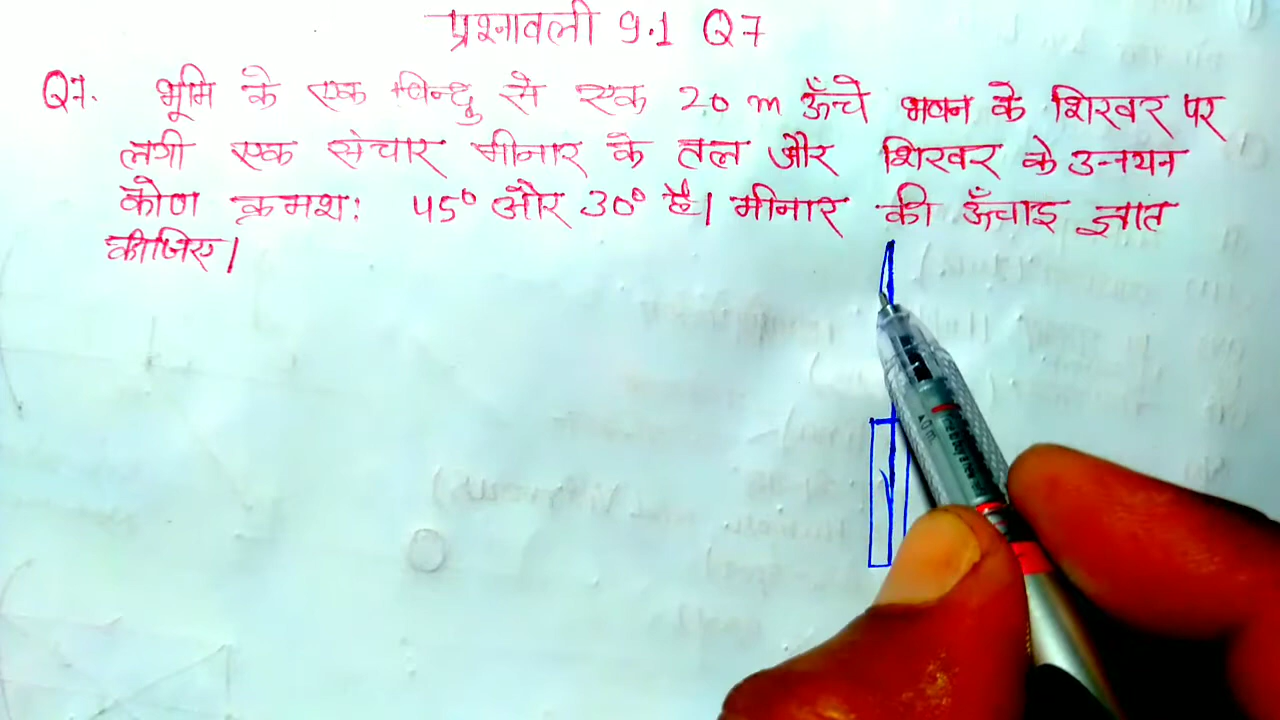 प्रश्नावली 9.1 Q7
Q7. भूमि के एक बिन्दु से एक 20 m ऊँचे भवन के शिखर पर
लगी एक संचार मीनार के तल और शिखर के उन्नयन
कोण क्रमश: 45° और 30° है। मीनार की ऊँचाइ ज्ञात
कीजिए।